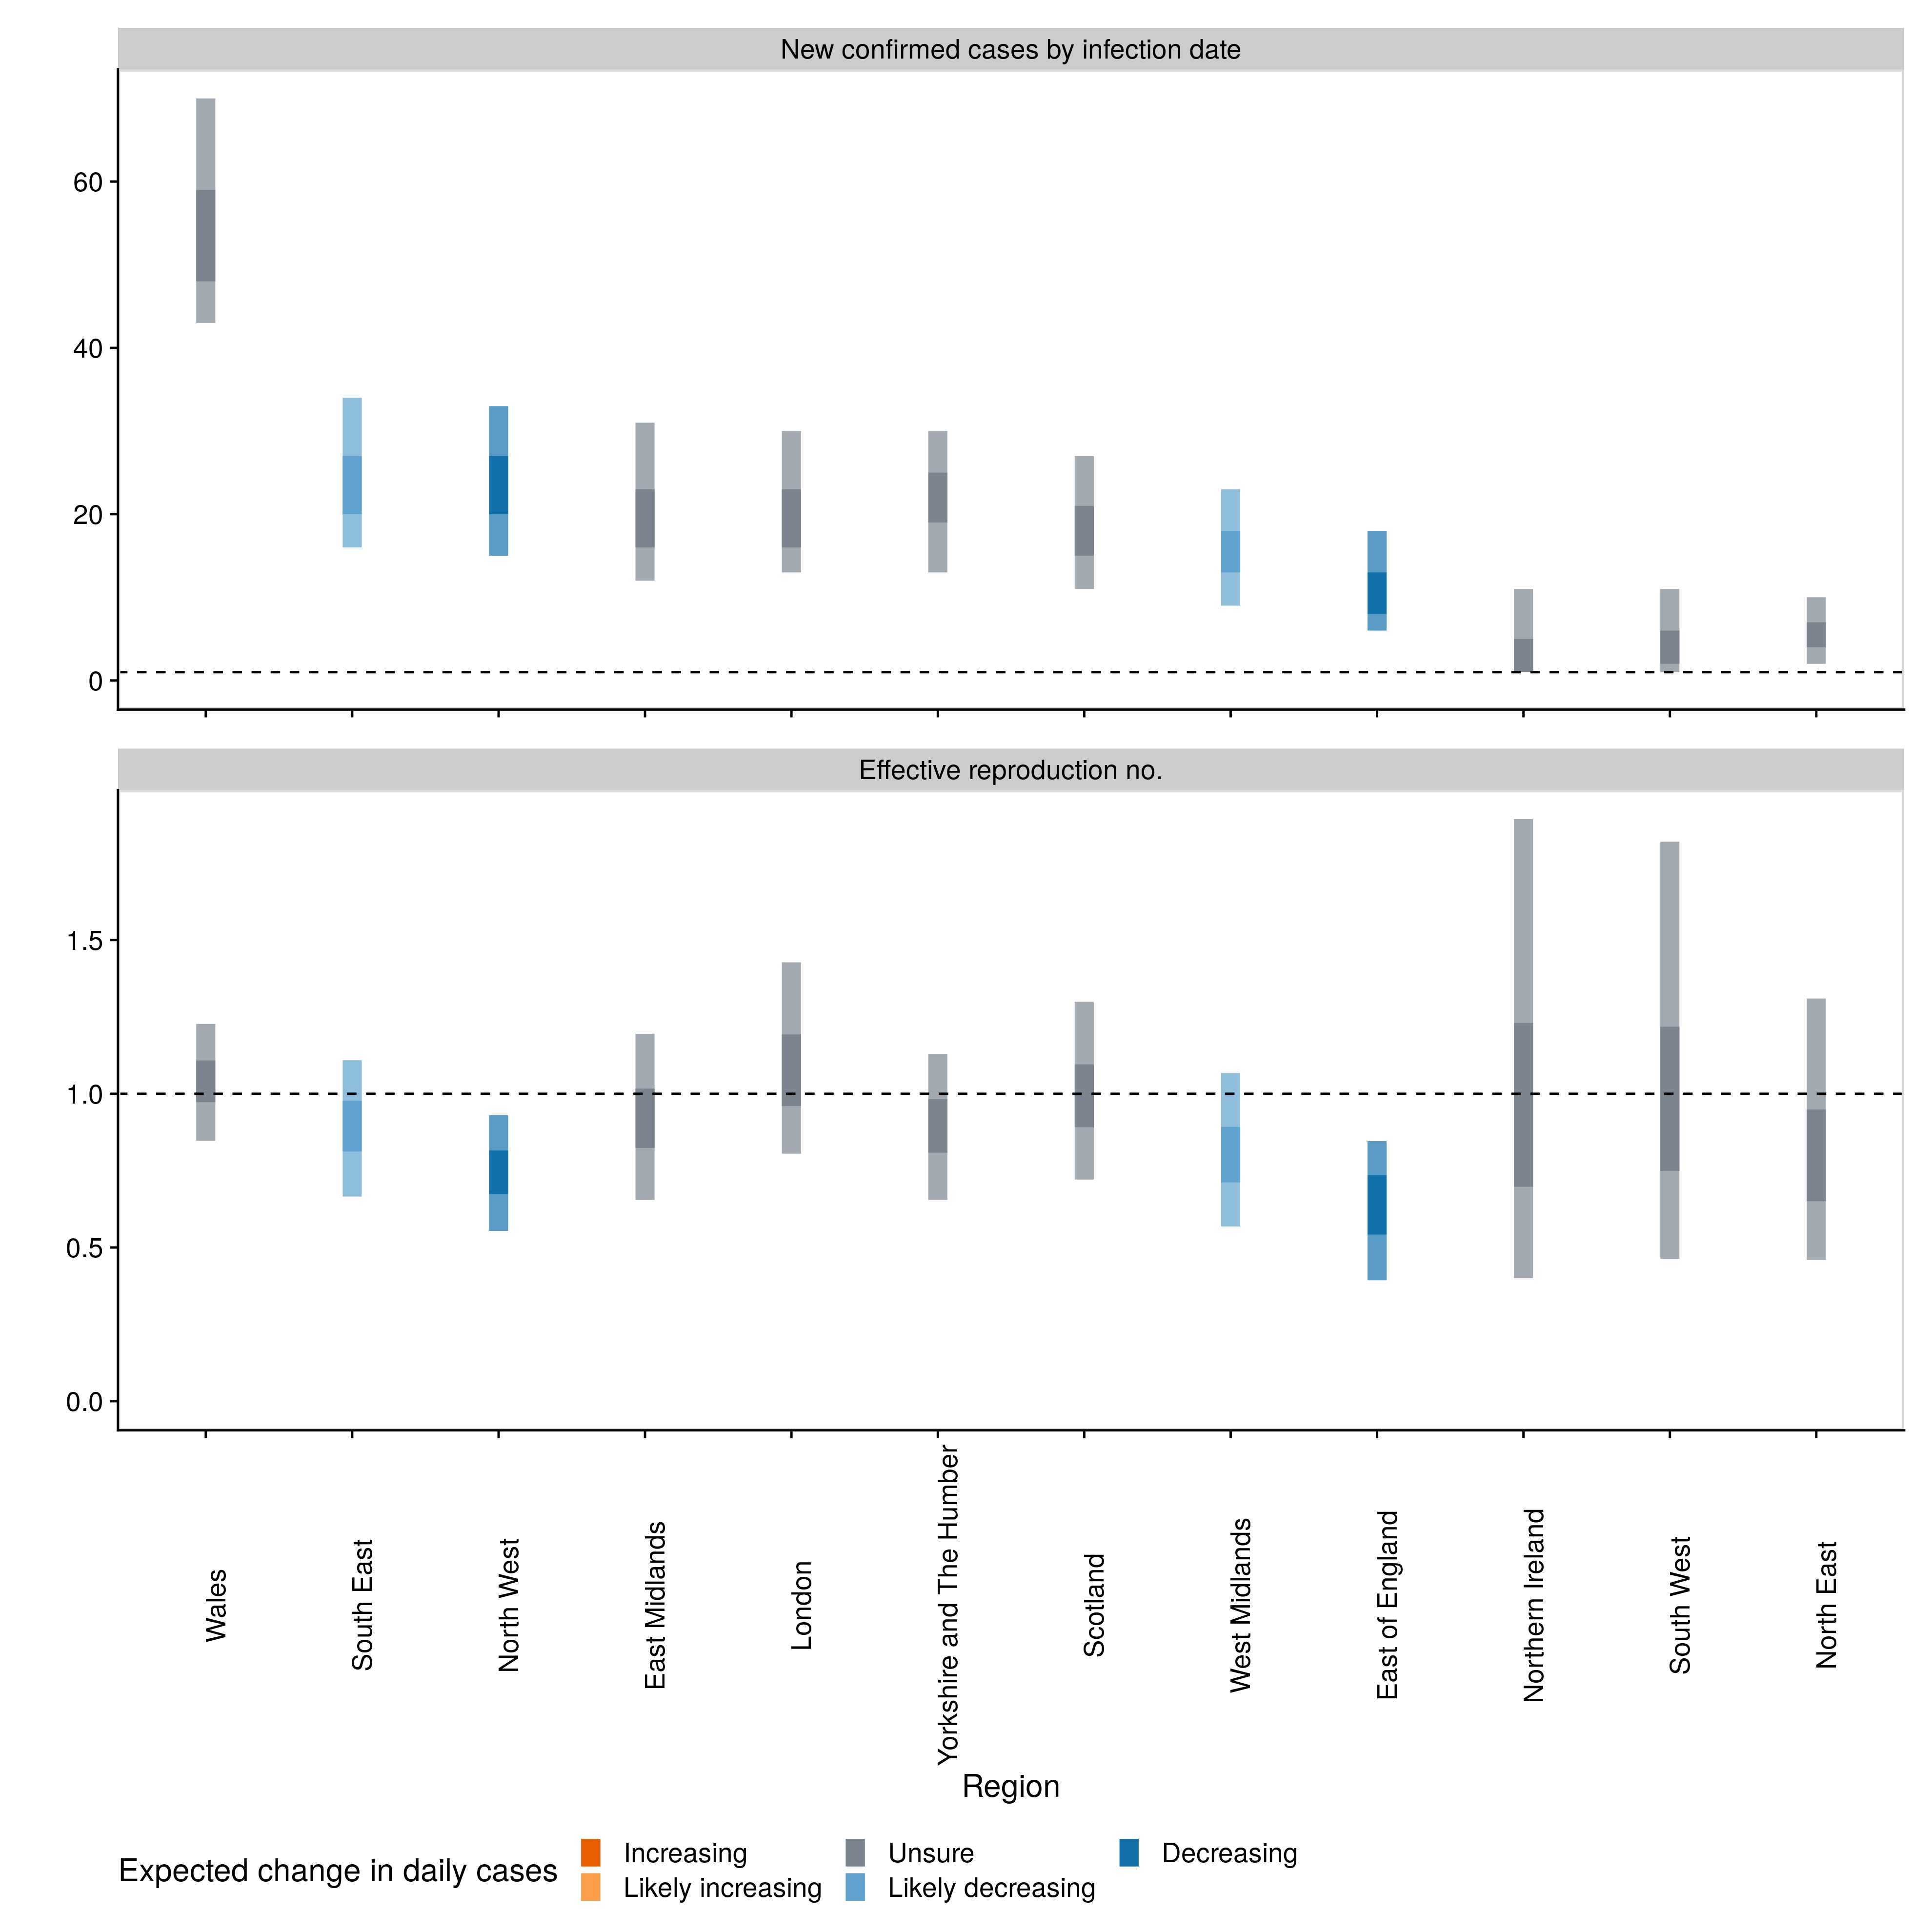 New confirmed cases by infection date
60
40
20
0
Effective reproduction no.
1.5
1.0
0.5
0.0
Wales
South East
North West
East Midlands
London
Yorkshire and The Humber
Scotland
West Midlands
East of England
Northern Ireland
South West
North East
Region
Expected change in daily cases
Increasing
Likely increasing
Unsure
Likely decreasing
Decreasing